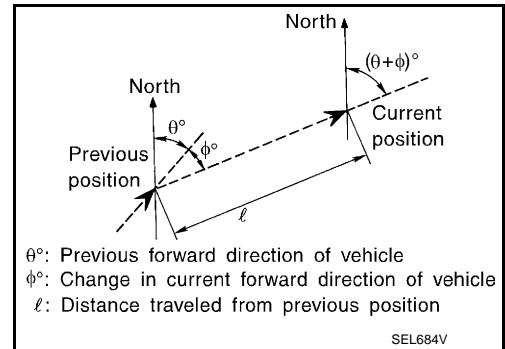 North
(θ+ϕ)°
North
θ°
ϕ°
Current
position
Previous
position
ℓ
θ°: Previous forward direction of vehicle
ϕ°: Change in current forward direction of vehicle
ℓ: Distance traveled from previous position
SEL684V